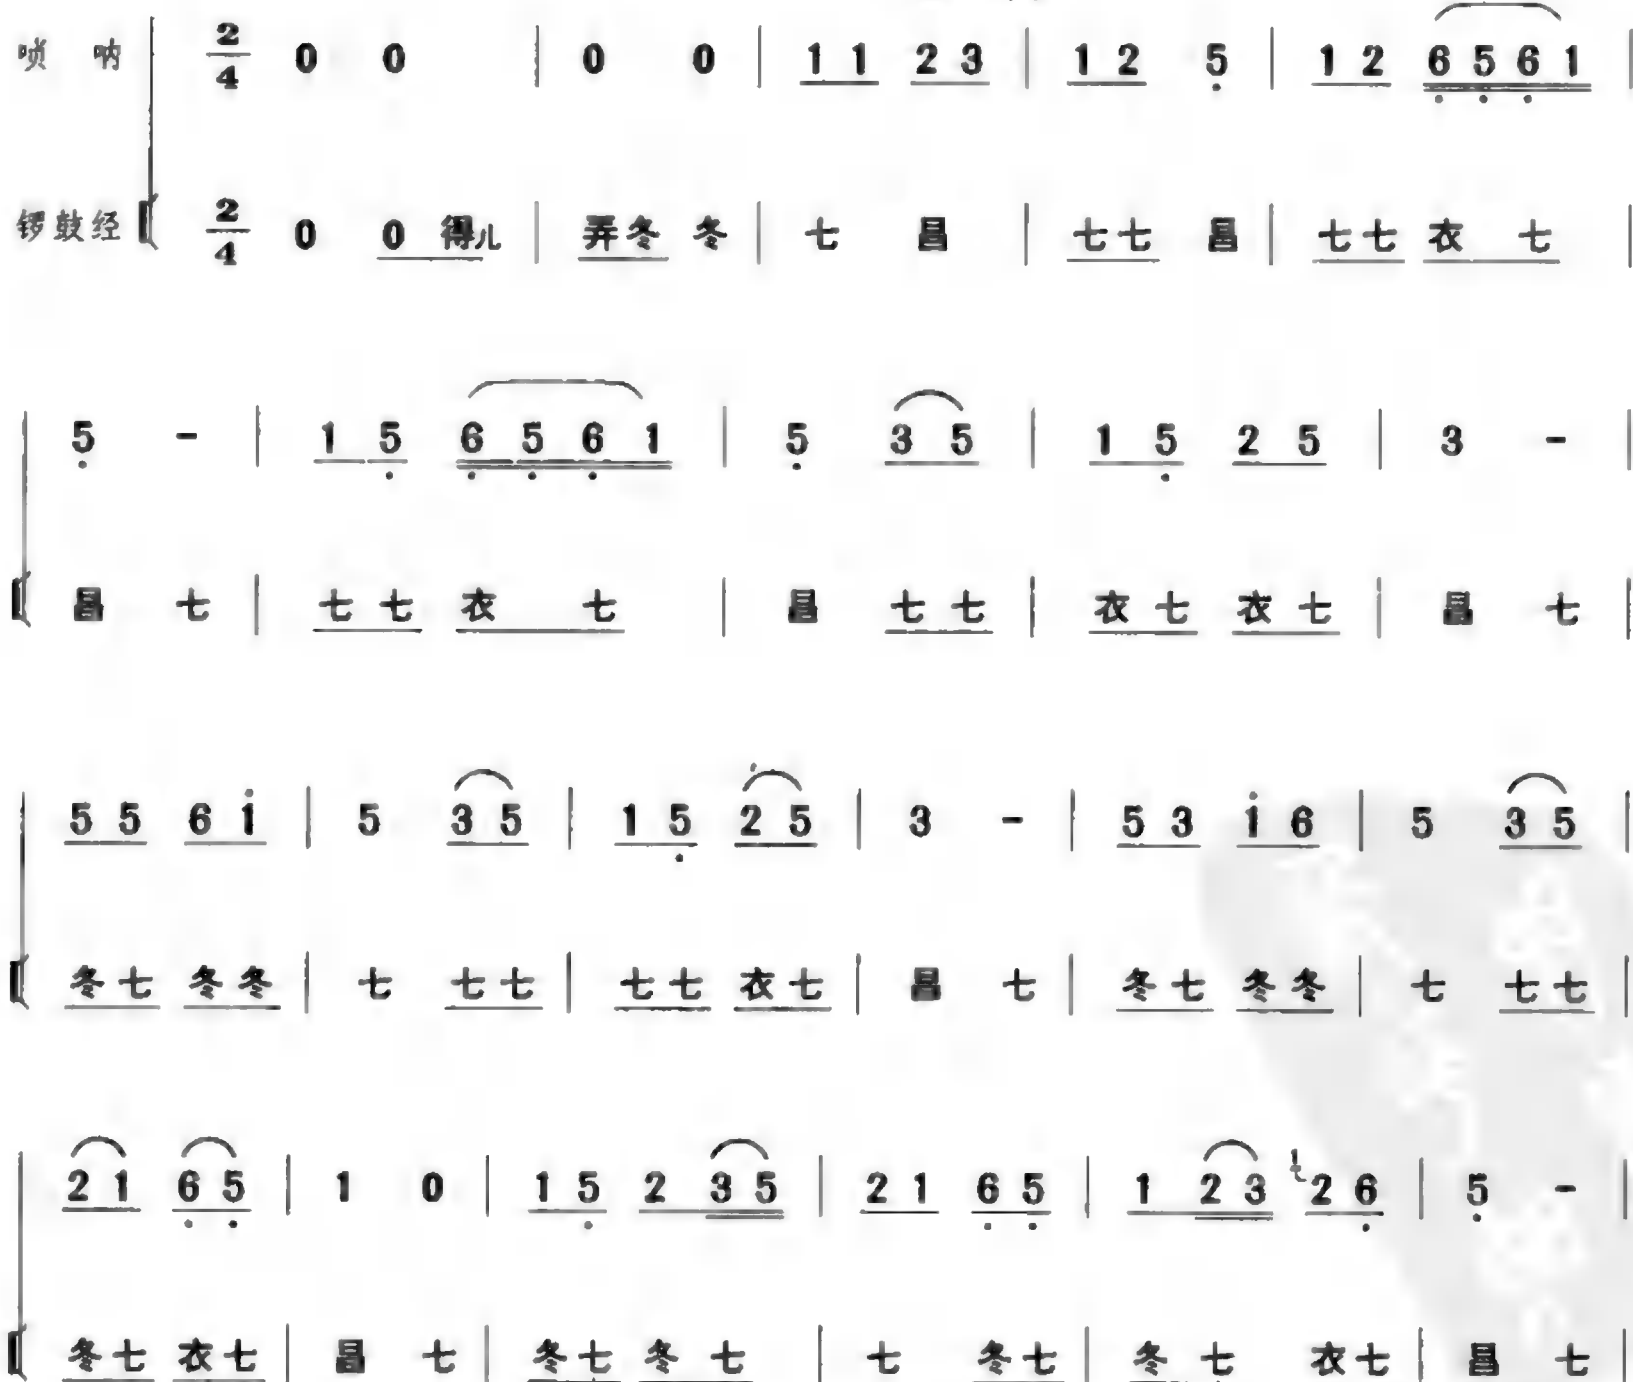 唢呐 2/4 0 0 | 0 0 | 1 1 2 3 | 1 2 5 | 1 2 6 5 6 1 |
锣鼓经 2/4 0 0 得儿 | 弄冬 冬 | 七 昌 | 七七 昌 | 七七 衣 七 |
5 - | 1 5 6 5 6 1 | 5 3 5 | 1 5 2 5 | 3 - |
昌 七 | 七七 衣 七 | 昌 七七 | 衣七 衣七 | 昌 七 |
5 5 6 1 | 5 3 5 | 1 5 2 5 | 3 - | 5 3 1 6 | 5 3 5 |
冬七 冬冬 | 七 七七 | 七七 衣七 | 昌 七 | 冬七 冬冬 | 七 七七 |
2 1 6 5 | 1 0 | 1 5 2 3 5 | 2 1 6 5 | 1 2 3 2 6 | 5 - |
冬七 衣七 | 昌 七 | 冬七 冬 七 | 七 冬七 | 冬 七 衣七 | 昌 七 |